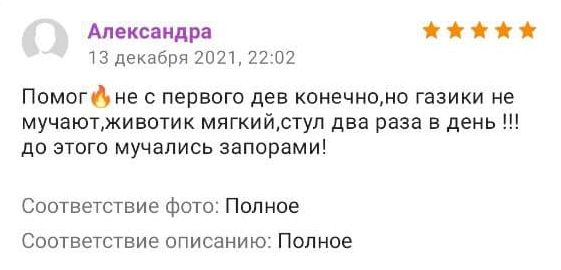 Александра
13 декабря 2021, 22:02
Помог🔥не с первого дев конечно,но газики не
мучают,животик мягкий,стул два раза в день !!!
до этого мучались запорами!
Соответствие фото: Полное
Соответствие описанию: Полное